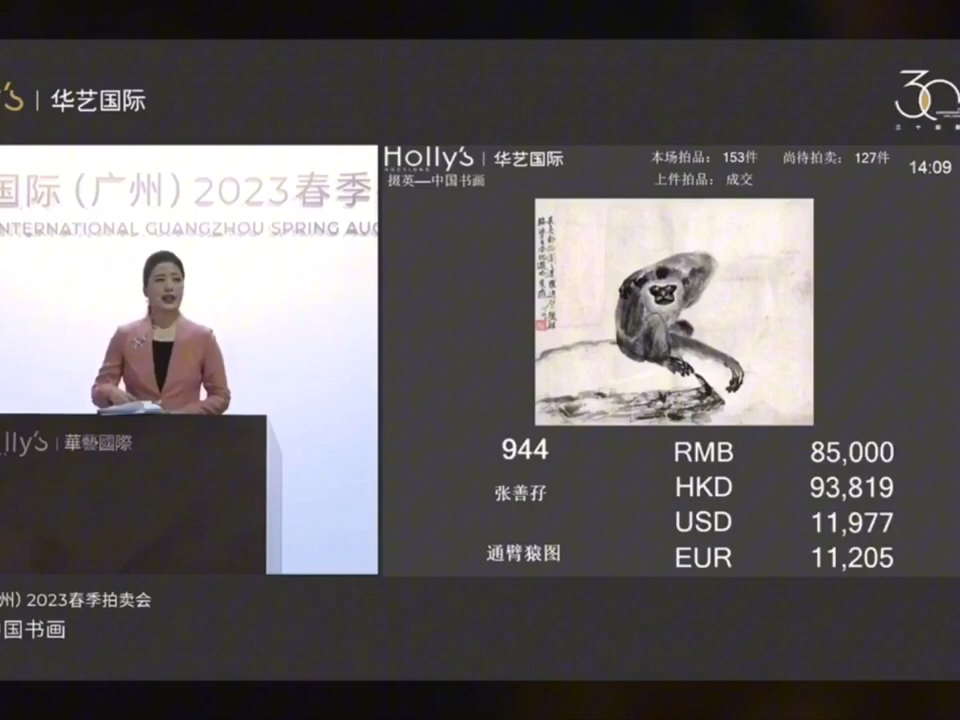 's | 华艺国际
30
国际（广州）2023春季
INTERNATIONAL GUANGZHOU SPRING AUC
lly's | 華藝國際
Holly's | 华艺国际
撷英—中国书画
本场拍品： 153件 尚待拍卖： 127件
上件拍品： 成交
14:09
944
张善孖
通臂猿图
RMB 85,000
HKD 93,819
USD 11,977
EUR 11,205
州）2023春季拍卖会
国书画